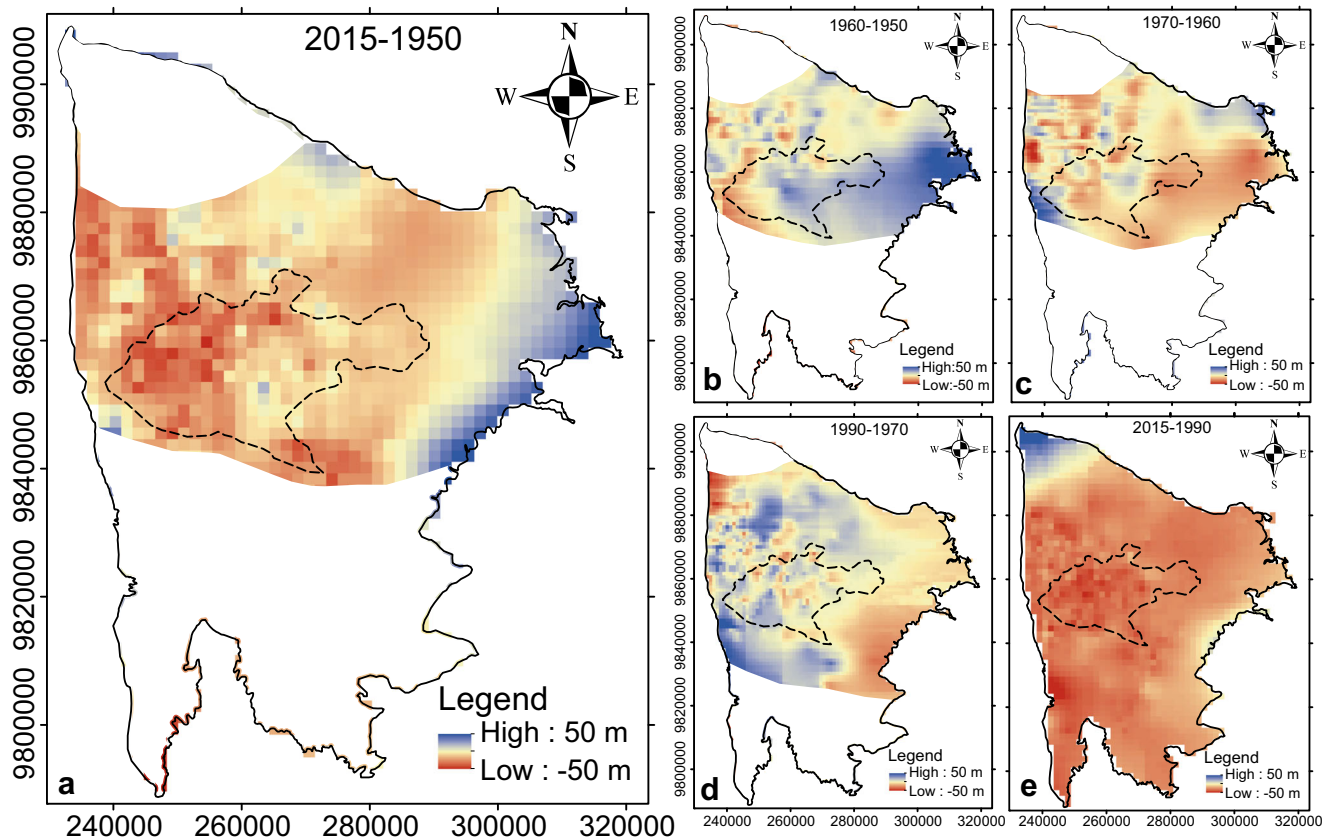 2015-1950
N
W E
S
9900000
9880000
9860000
9840000
9820000
9800000
Legend
High : 50 m
Low : -50 m
a
240000 260000 280000 300000 320000
1960-1950
N
W E
S
9900000
9880000
9860000
9840000
9820000
9800000
Legend
High:50 m
Low:-50 m
b
1970-1960
N
W E
S
Legend
High:50 m
Low: -50 m
c
1990-1970
N
W E
S
9900000
9880000
9860000
9840000
9820000
9800000
Legend
High : 50 m
Low : -50 m
d
240000 260000 280000 300000 320000
2015-1990
N
W E
S
Legend
High : 50 m
Low : -50 m
e
240000 260000 280000 300000 320000